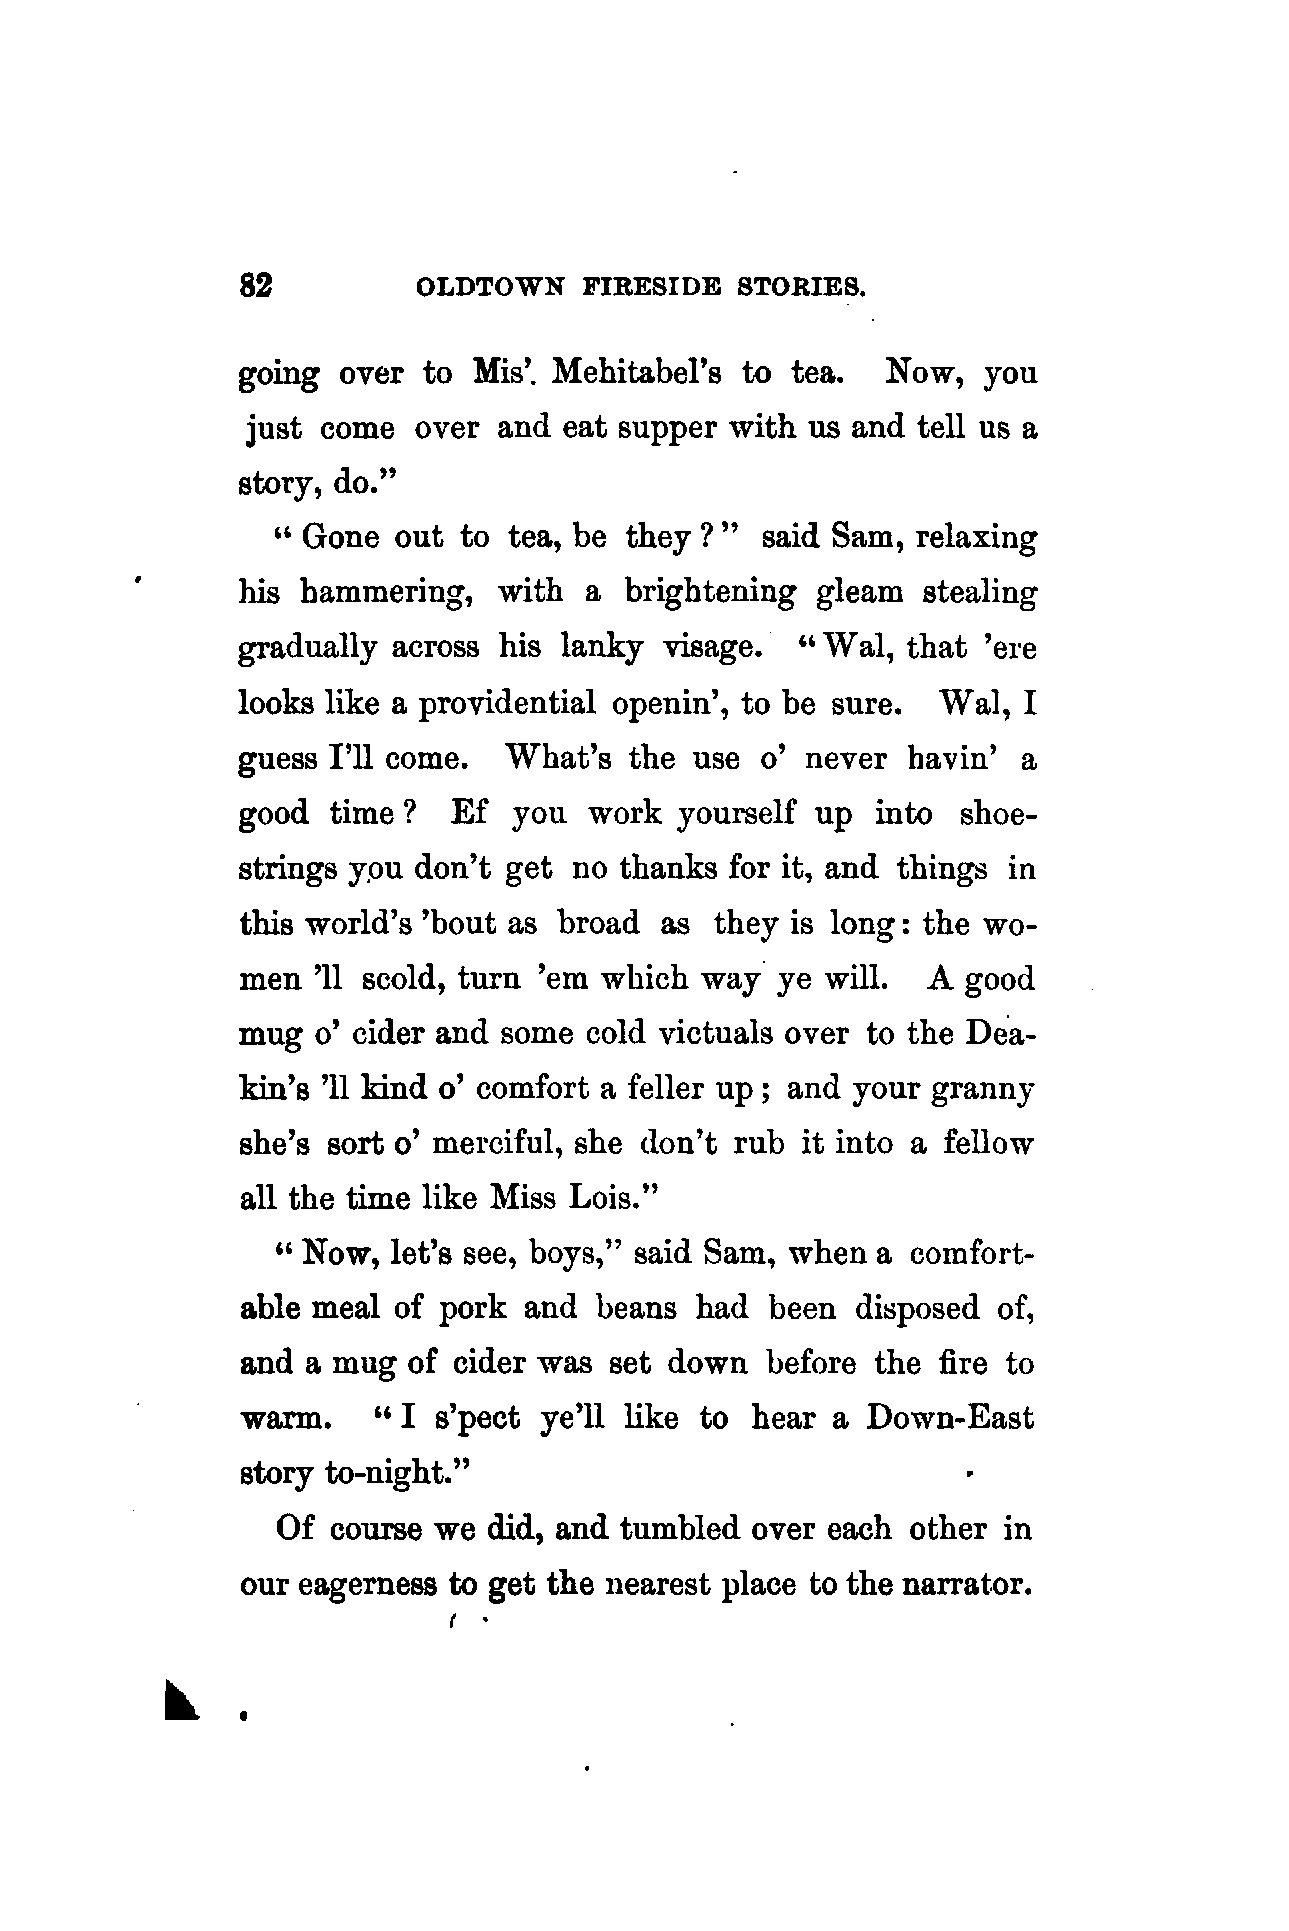 82 OLDTOWN FIRESIDE STORIES.
going over to Mis'. Mehitabel's to tea. Now, you
just come over and eat supper with us and tell us a
story, do."
"Gone out to tea, be they?" said Sam, relaxing
his hammering, with a brightening gleam stealing
gradually across his lanky visage. "Wal, that 'ere
looks like a providential openin', to be sure. Wal, I
guess I'll come. What's the use o' never havin' a
good time? Ef you work yourself up into shoe-
strings you don't get no thanks for it, and things in
this world's 'bout as broad as they is long: the wo-
men 'll scold, turn 'em which way ye will. A good
mug o' cider and some cold victuals over to the Dea-
kin's 'll kind o' comfort a feller up; and your granny
she's sort o' merciful, she don't rub it into a fellow
all the time like Miss Lois."
"Now, let's see, boys," said Sam, when a comfort-
able meal of pork and beans had been disposed of,
and a mug of cider was set down before the fire to
warm. "I s'pect ye'll like to hear a Down-East
story to-night."
Of course we did, and tumbled over each other in
our eagerness to get the nearest place to the narrator.